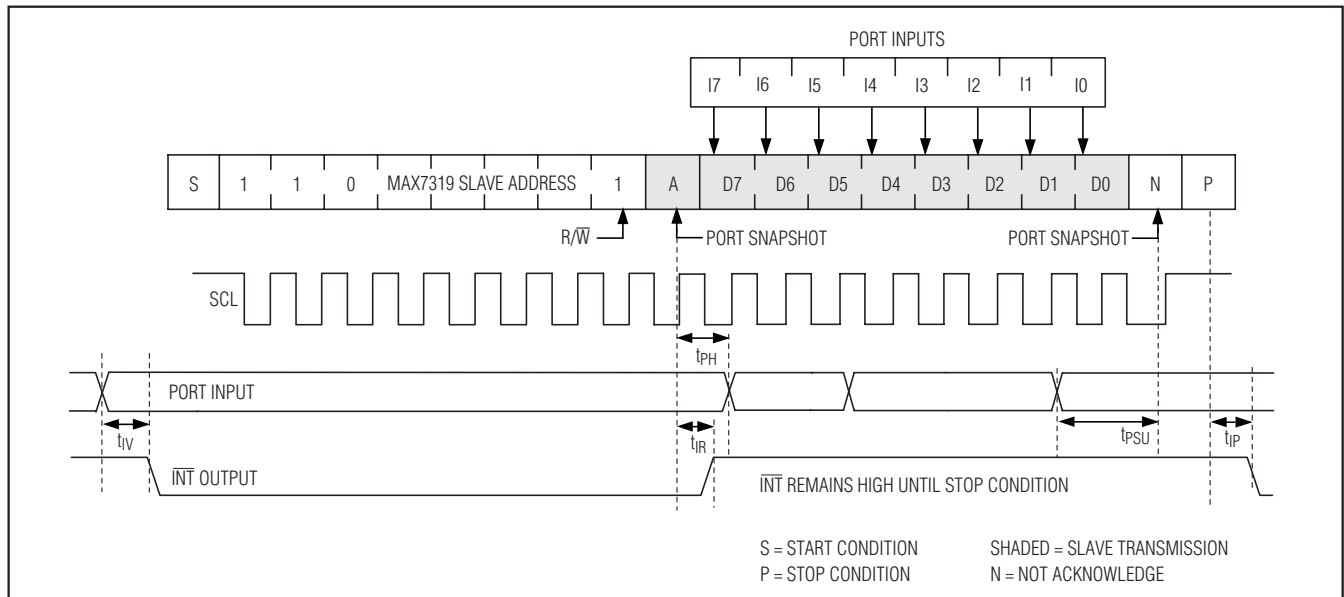 PORT INPUTS
I7 I6 I5 I4 I3 I2 I1 I0
S 1 1 0 MAX7319 SLAVE ADDRESS 1 A D7 D6 D5 D4 D3 D2 D1 D0 N P
R/W̅ PORT SNAPSHOT PORT SNAPSHOT
SCL
tPH
PORT INPUT
tIV tIR tPSU tIP
I̅N̅T̅ OUTPUT I̅N̅T̅ REMAINS HIGH UNTIL STOP CONDITION
S = START CONDITION SHADED = SLAVE TRANSMISSION
P = STOP CONDITION N = NOT ACKNOWLEDGE